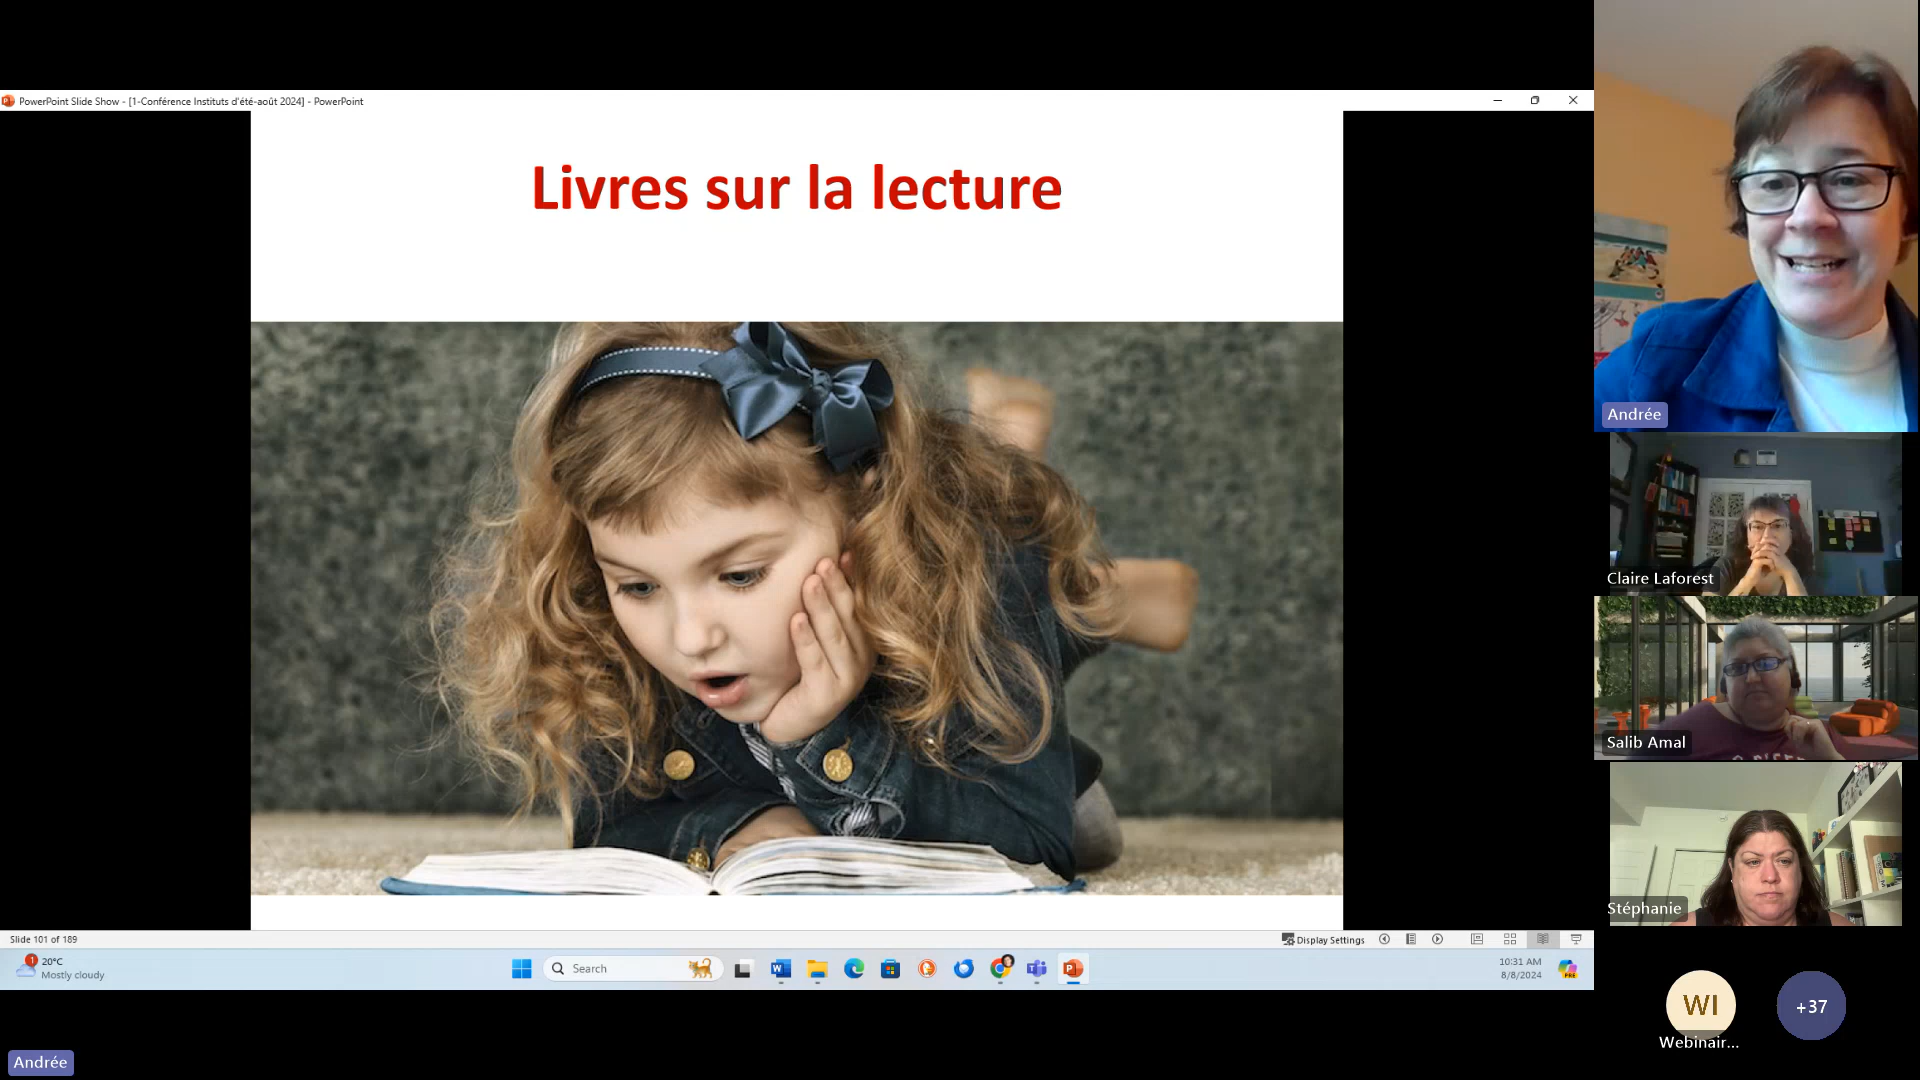 PowerPoint Slide Show - [1-Conférence Instituts d'été-août 2024] - PowerPoint
Livres sur la lecture
Andrée
Claire Laforest
Salib Amal
Stéphanie
Slide 101 of 189
Display Settings
1
20°C
Mostly cloudy
Search
10:31 AM
8/8/2024
WI
Webinair...
+37
Andrée